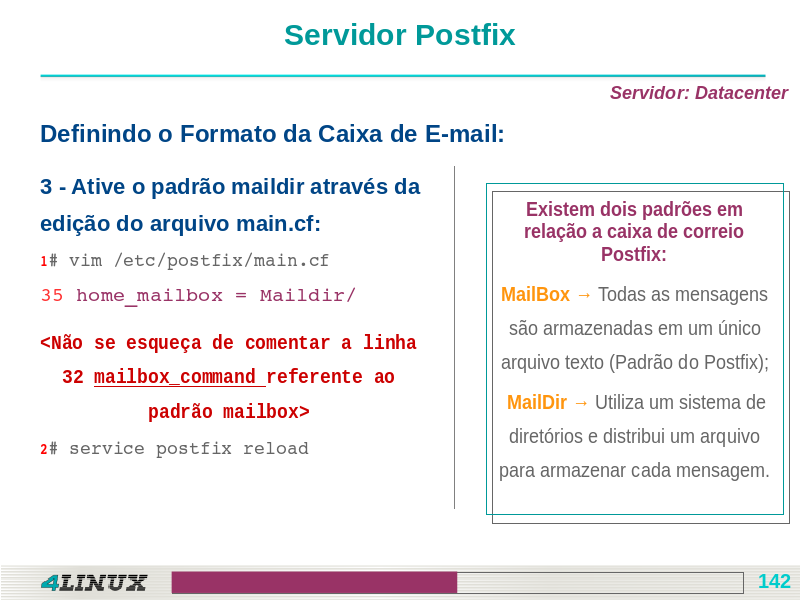 Servidor Postfix
Servidor: Datacenter
Definindo o Formato da Caixa de E-mail:
3 - Ative o padrão maildir através da
edição do arquivo main.cf:
1# vim /etc/postfix/main.cf
35 home_mailbox = Maildir/
<Não se esqueça de comentar a linha
32 mailbox_command referente ao
padrão mailbox>
2# service postfix reload
Existem dois padrões em
relação a caixa de correio
Postfix:
MailBox → Todas as mensagens
são armazenadas em um único
arquivo texto (Padrão do Postfix);
MailDir → Utiliza um sistema de
diretórios e distribui um arquivo
para armazenar cada mensagem.
4LINUX
142